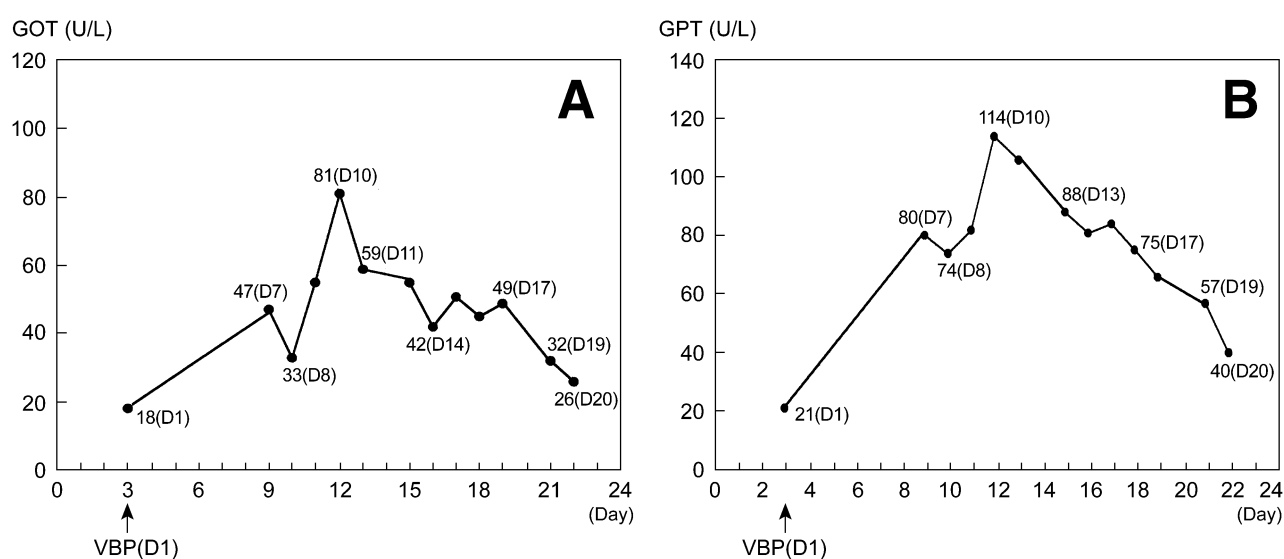 GOT (U/L)
A
120
100
80
60
40
20
0
81(D10)
59(D11)
47(D7)
49(D17)
33(D8)
42(D14)
32(D19)
26(D20)
18(D1)
0 3 6 9 12 15 18 21 24
(Day)
VBP(D1)
GPT (U/L)
B
140
120
100
80
60
40
20
0
114(D10)
88(D13)
80(D7)
75(D17)
74(D8)
57(D19)
40(D20)
21(D1)
0 2 4 6 8 10 12 14 16 18 20 22 24
(Day)
VBP(D1)